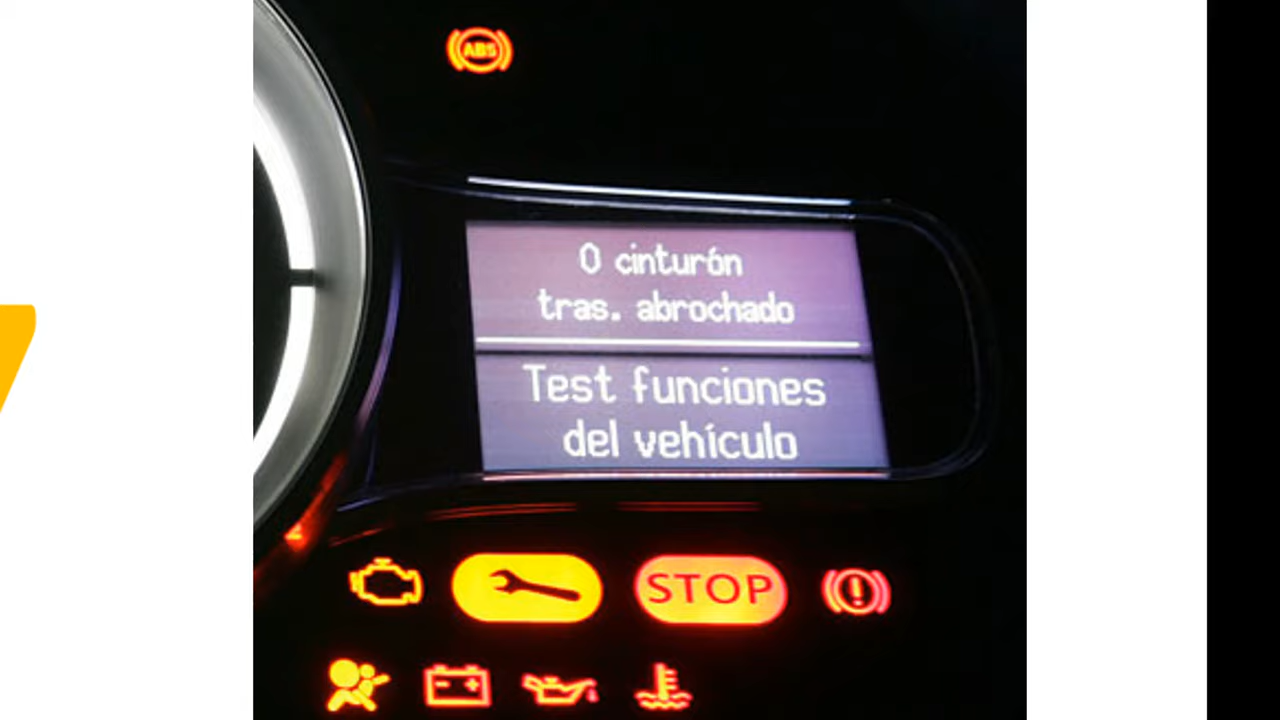 ABS
0 cinturón
tras. abrochado
Test funciones
del vehículo
STOP